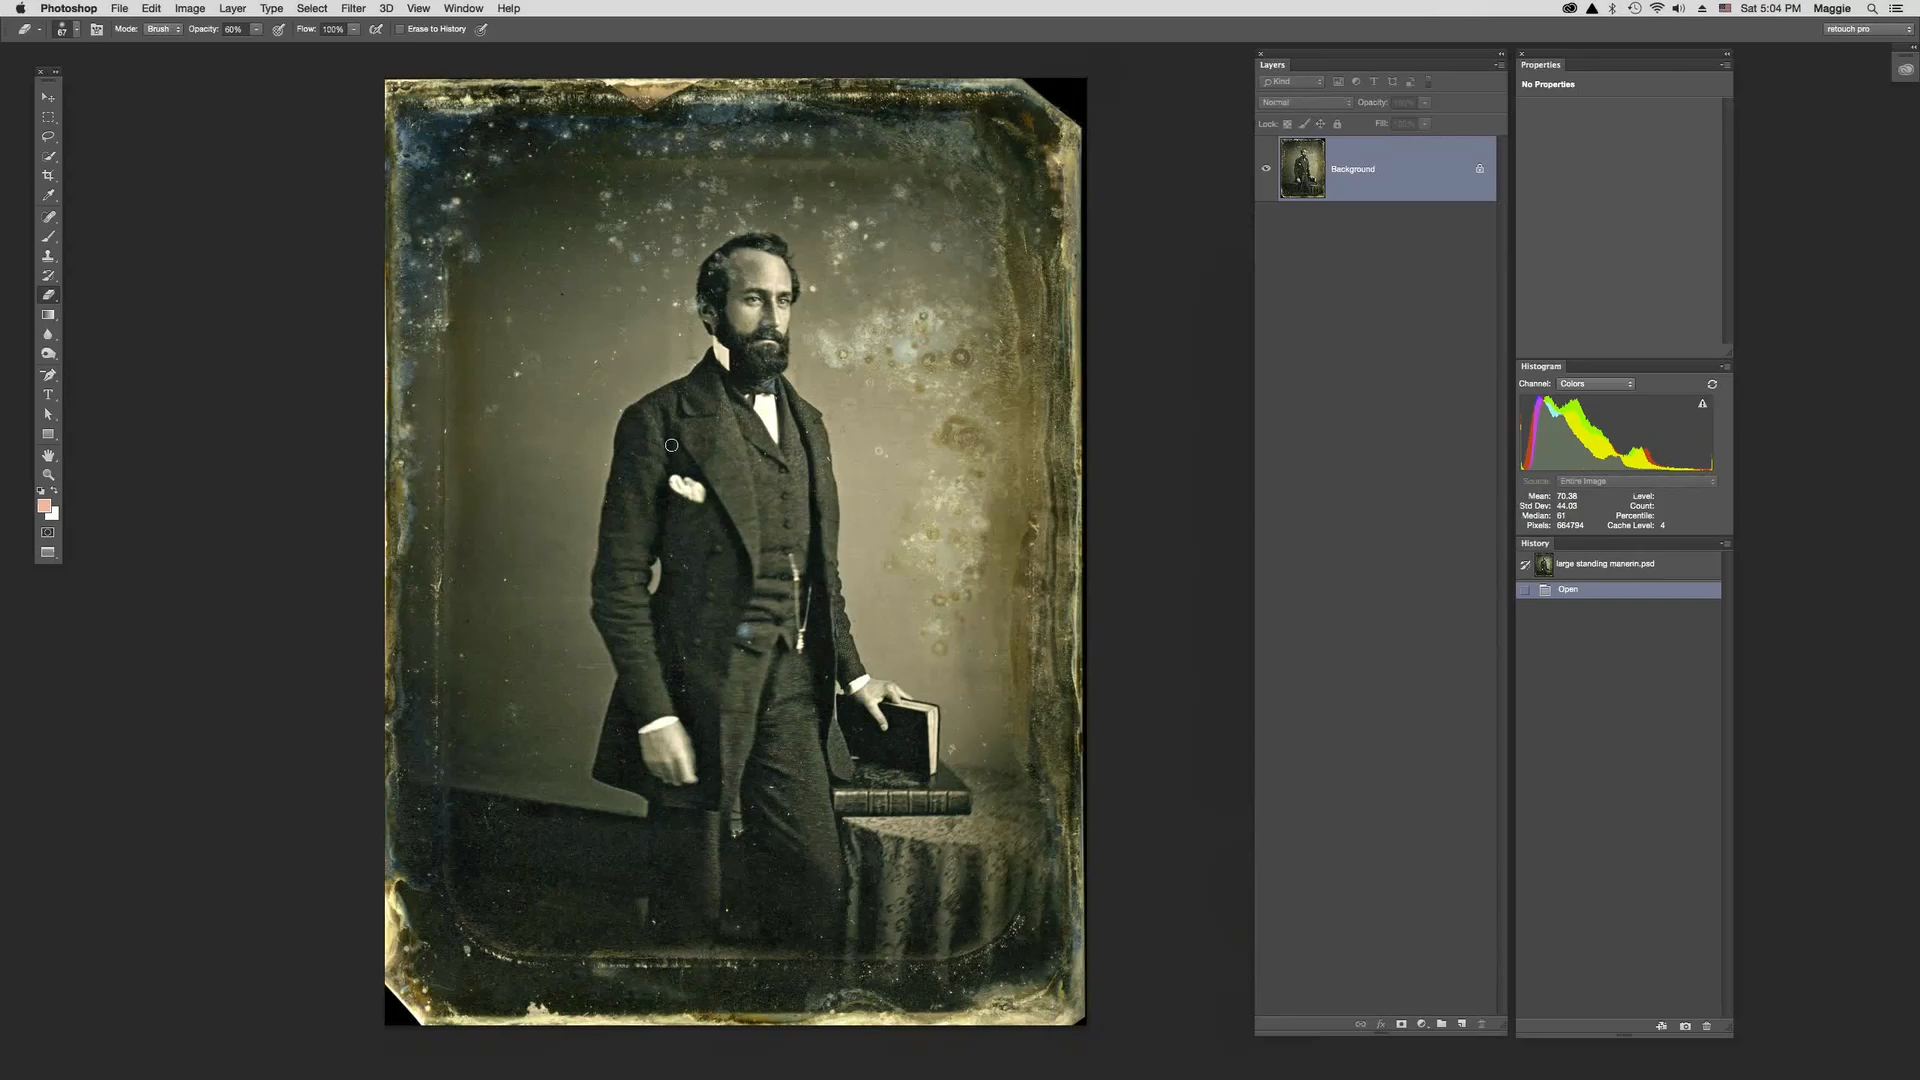 Photoshop File Edit Image Layer Type Select Filter 3D View Window Help Sat 5:04 PM Maggie
67 Mode: Brush Opacity: 60% Flow: 100% Erase to History retouch pro
Layers
Kind
Normal Opacity: 100%
Lock: Fill: 100%
Background
Properties
No Properties
Histogram
Channel: Colors
Source: Entire Image
Mean: 70.38 Level:
Std Dev: 44.03 Count:
Median: 61 Percentile:
Pixels: 664794 Cache Level: 4
History
large standing manerin.psd
Open